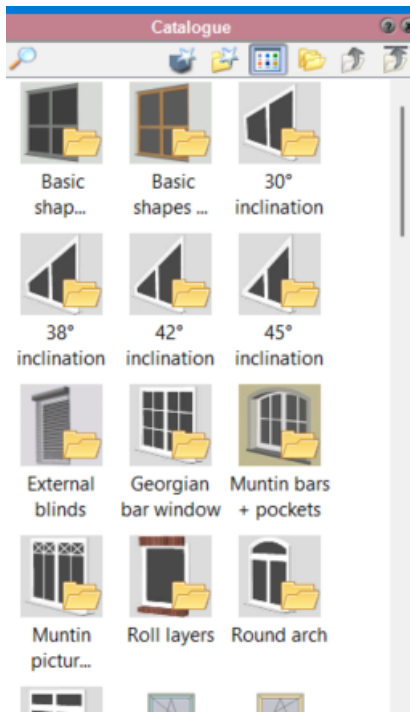 Catalogue
Basic
shap...
Basic
shapes ...
30°
inclination
38°
inclination
42°
inclination
45°
inclination
External
blinds
Georgian
bar window
Muntin bars
+ pockets
Muntin
pictur...
Roll layers
Round arch